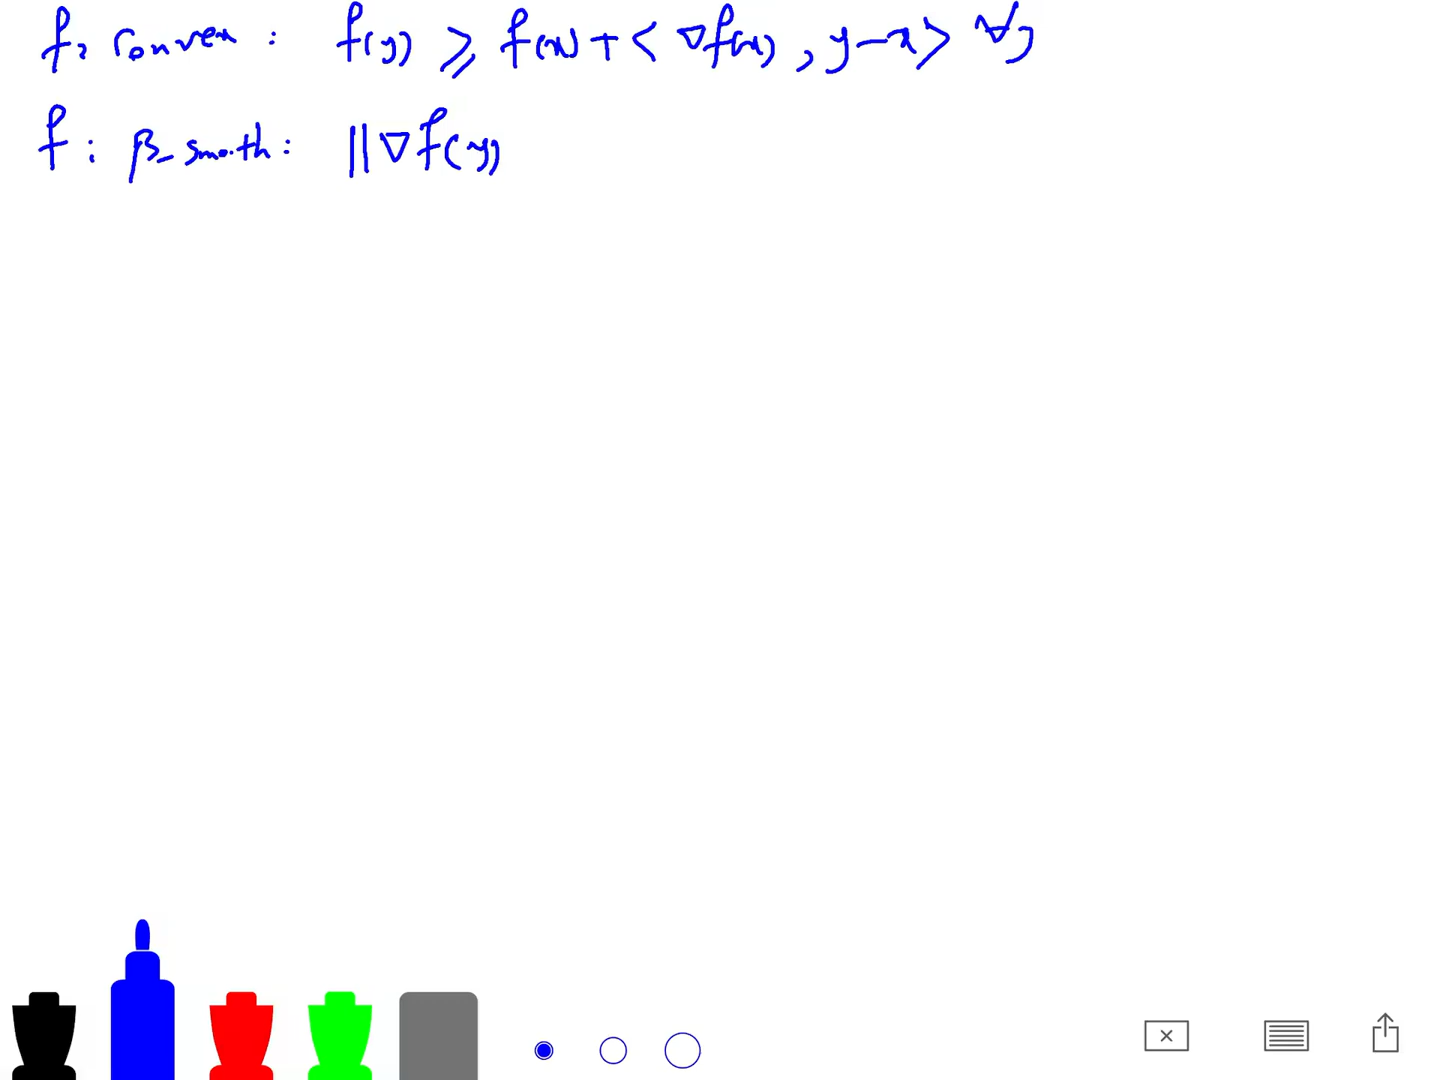 f: convex : f(y) ≥ f(x) + < ∇f(x) , y-x> ∀y
f : β-smooth : ||∇f(y)